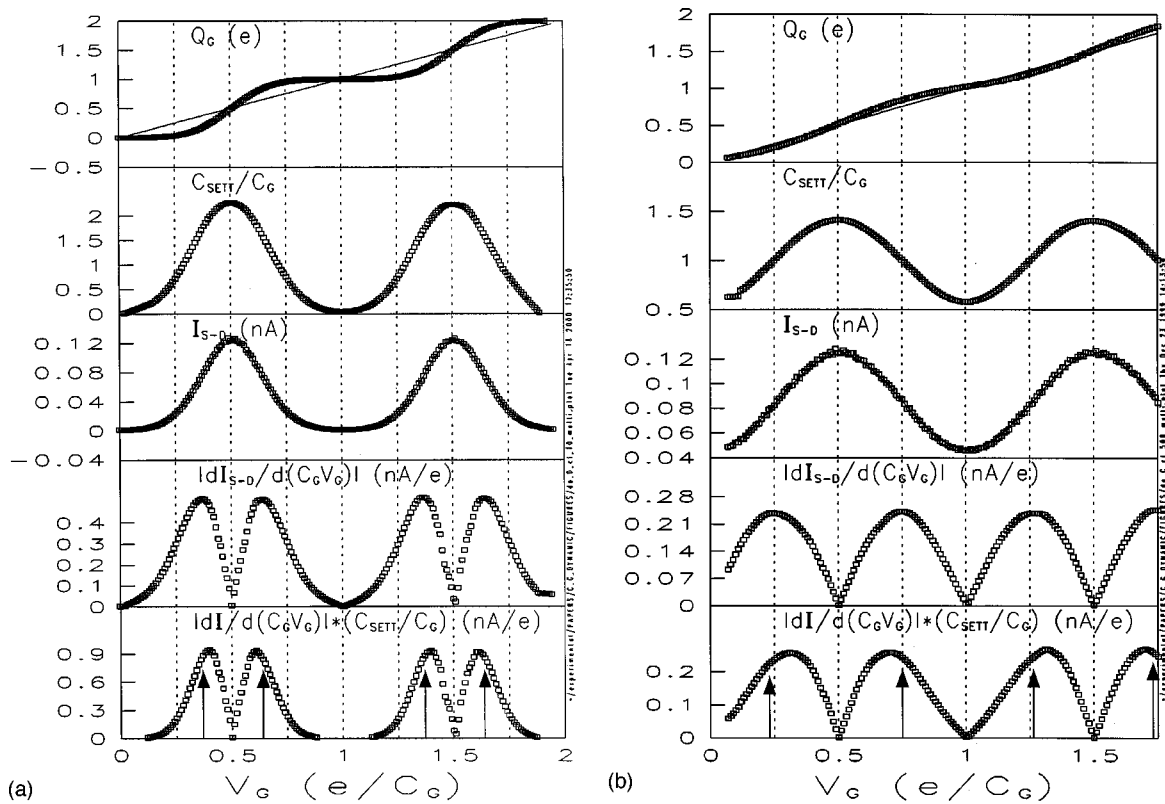 Q_G (e)
2
1.5
1
0.5
0
−0.5
C_SETT/C_G
2
1.5
1
0.5
0
I_S-D (nA)
0.12
0.08
0.04
0
−0.04
|dI_S-D/d(C_GV_G)| (nA/e)
0.4
0.3
0.2
0.1
0
|dI/d(C_GV_G)|*(C_SETT/C_G) (nA/e)
0.9
0.6
0.3
0
0 0.5 1 1.5 2
V_G (e/C_G)
(a)
Q_G (e)
2
1.5
1
0.5
0
C_SETT/C_G
1.5
1
0.5
I_S-D (nA)
0.12
0.1
0.08
0.06
0.04
|dI_S-D/d(C_GV_G)| (nA/e)
0.28
0.21
0.14
0.07
0
|dI/d(C_GV_G)|*(C_SETT/C_G) (nA/e)
0.2
0.1
0
0 0.5 1 1.5
V_G (e/C_G)
(b)